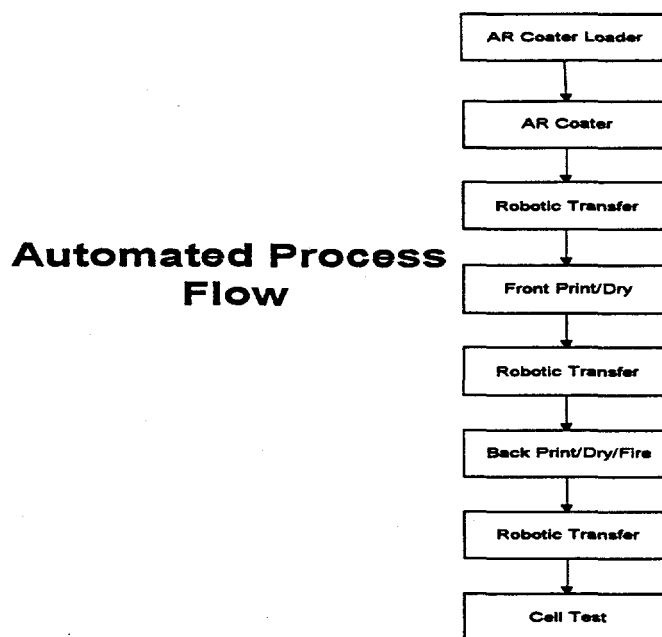 AR Coater Loader
AR Coater
Robotic Transfer
Automated Process
Flow
Front Print/Dry
Robotic Transfer
Back Print/Dry/Fire
Robotic Transfer
Cell Test